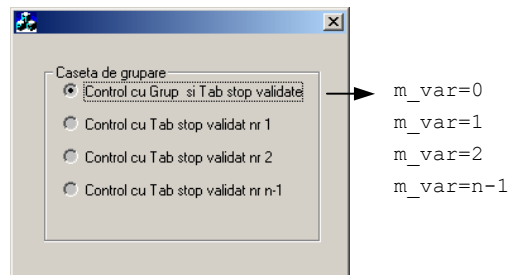 Caseta de grupare
Control cu Grup si Tab stop validate
m_var=0
Control cu Tab stop validat nr 1
m_var=1
Control cu Tab stop validat nr 2
m_var=2
Control cu Tab stop validat nr n-1
m_var=n-1